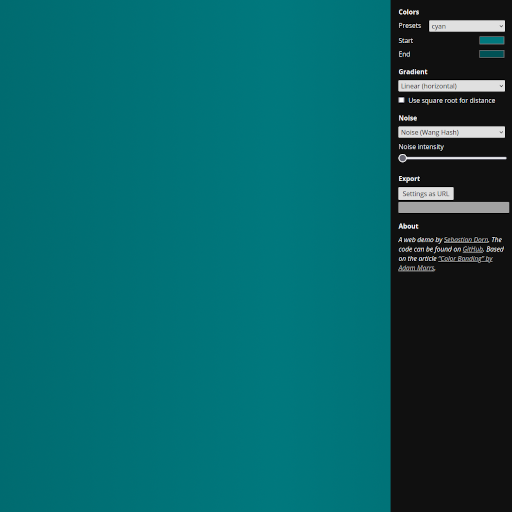 Colors
Presets cyan
Start
End
Gradient
Linear (horizontal)
Use square root for distance
Noise
Noise (Wang Hash)
Noise intensity
Export
Settings as URL
About
A web demo by Sebastian Dorn. The
code can be found on GitHub. Based
on the article "Color Banding" by
Adam Marrs.